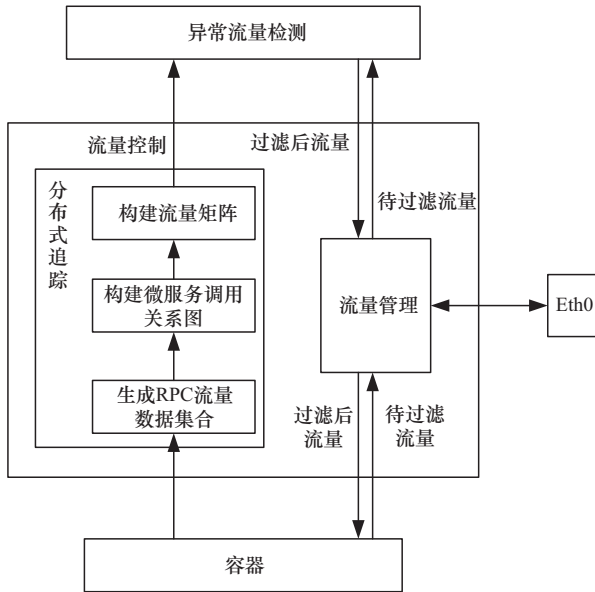 异常流量检测
流量控制
过滤后流量
待过滤流量
分布式追踪
构建流量矩阵
构建微服务调用
关系图
生成RPC流量
数据集合
流量管理
Eth0
过滤后
流量
待过滤
流量
容器